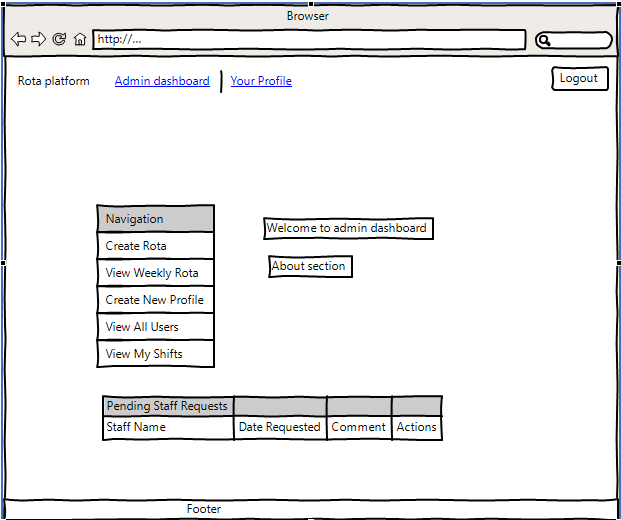 Browser
http://...
Rota platform Admin dashboard Your Profile Logout
Navigation
Create Rota
View Weekly Rota
Create New Profile
View All Users
View My Shifts
Welcome to admin dashboard
About section
Pending Staff Requests
Staff Name Date Requested Comment Actions
Footer